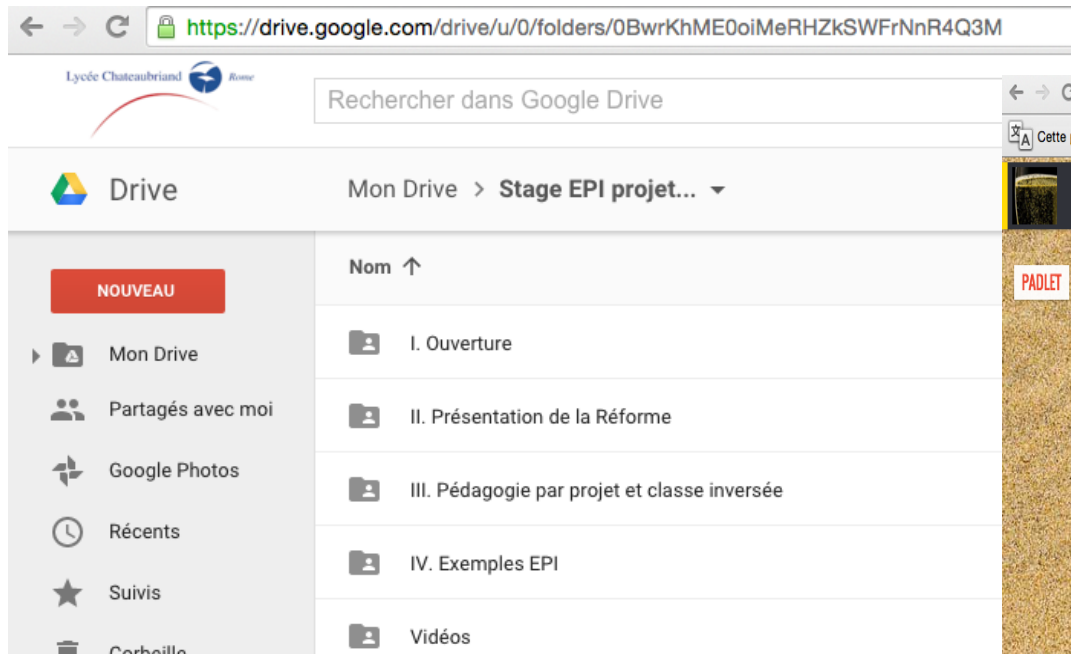 https://drive.google.com/drive/u/0/folders/0BwrKhME0oiMeRHZkSWFrNnR4Q3M
Lycée Chateaubriand Rome
Rechercher dans Google Drive
Cette
Drive
Mon Drive > Stage EPI projet...
PADLET
Nom
NOUVEAU
I. Ouverture
Mon Drive
Partagés avec moi
II. Présentation de la Réforme
Google Photos
III. Pédagogie par projet et classe inversée
Récents
IV. Exemples EPI
Suivis
Vidéos
Corbeille